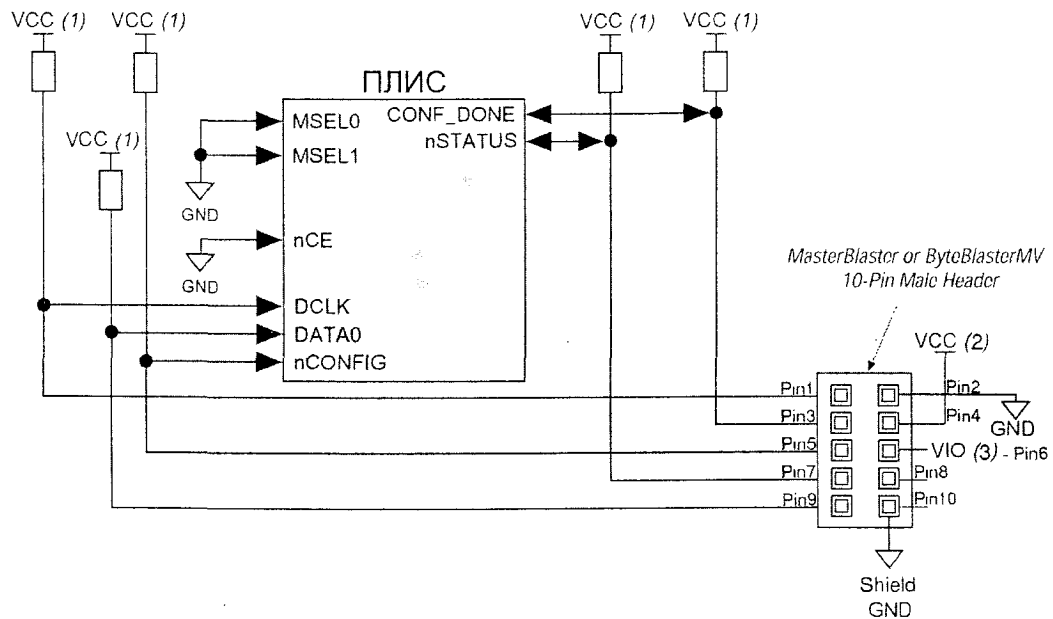 VCC (1)
VCC (1)
VCC (1)
VCC (1)
ПЛИС
VCC (1)
MSEL0
MSEL1
CONF_DONE
nSTATUS
GND
nCE
GND
DCLK
DATA0
nCONFIG
MasterBlaster or ByteBlasterMV
10-Pin Male Header
VCC (2)
Pin1
Pin2
Pin3
Pin4
GND
Pin5
VIO (3) - Pin6
Pin7
Pin8
Pin9
Pin10
Shield
GND